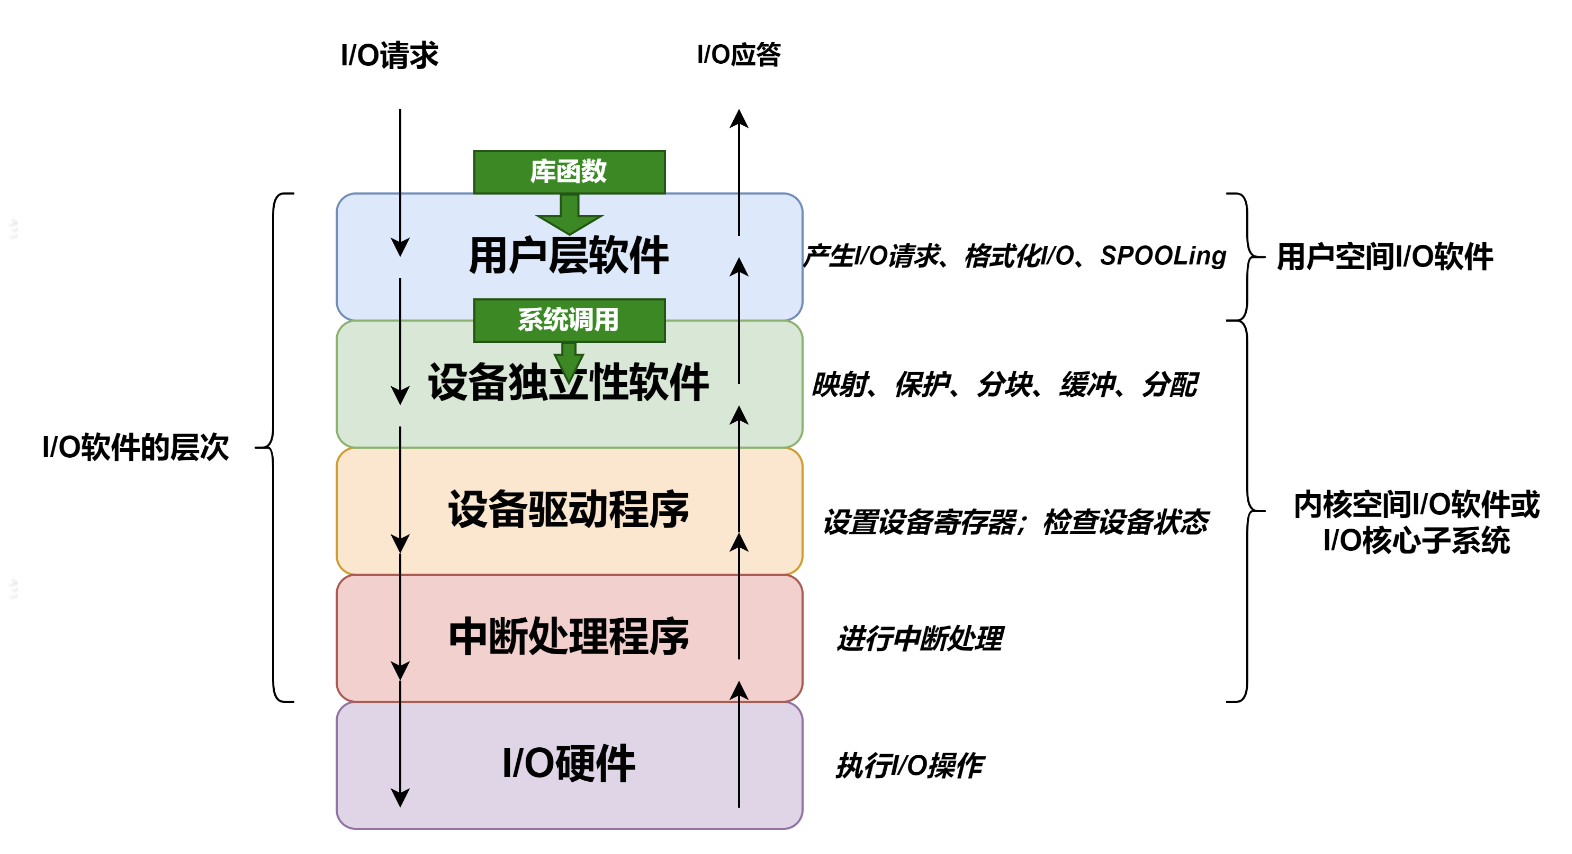 I/O请求
I/O应答
库函数
用户层软件
产生I/O请求、格式化I/O、SPOOLing
用户空间I/O软件
系统调用
设备独立性软件
映射、保护、分块、缓冲、分配
I/O软件的层次
设备驱动程序
设置设备寄存器；检查设备状态
内核空间I/O软件或
I/O核心子系统
中断处理程序
进行中断处理
I/O硬件
执行I/O操作